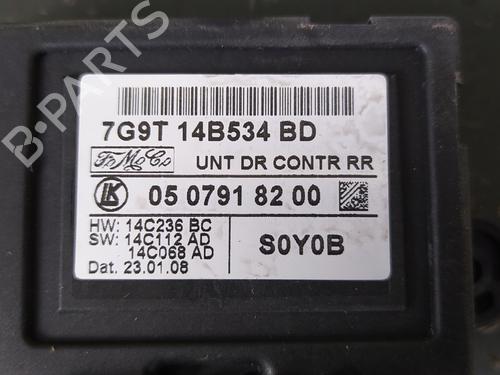 B-PARTS
7G9T 14B534 BD
FMCo UNT DR CONTR RR
LK 05 0791 82 00
HW: 14C236 BC
SW: 14C112 AD
14C068 AD
S0Y0B
Dat. 23.01.08